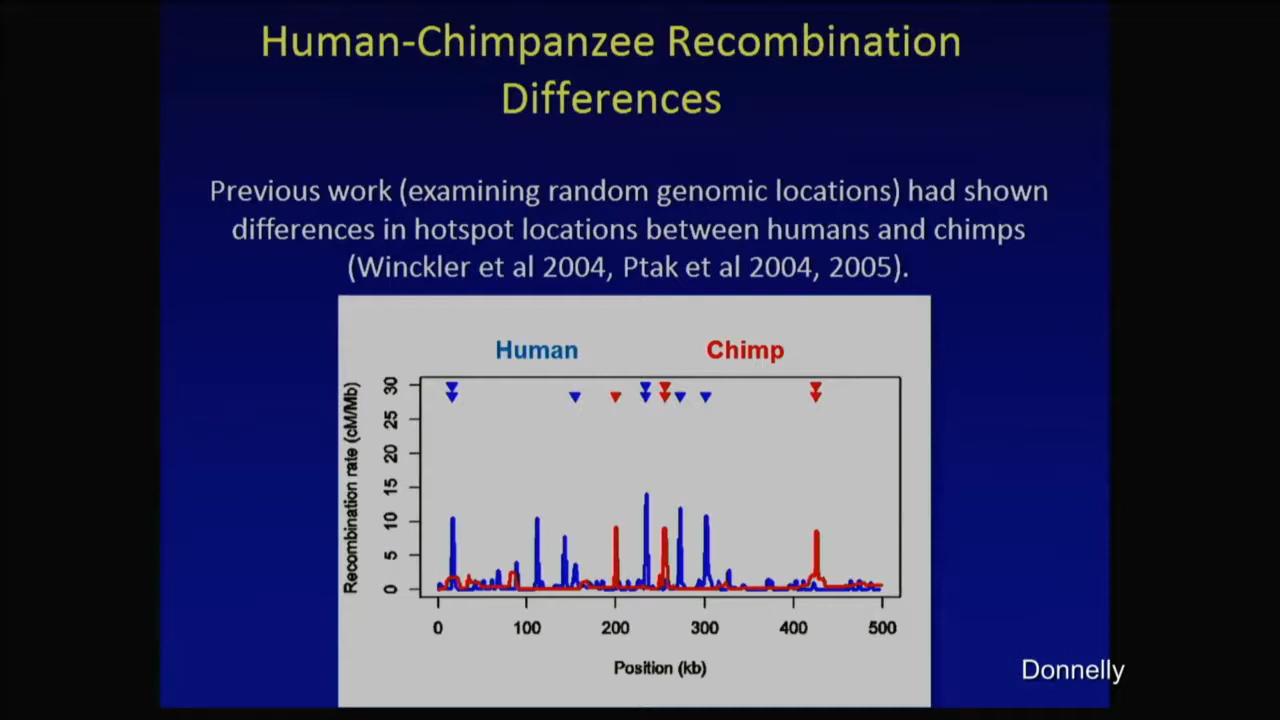 Human-Chimpanzee Recombination
Differences
Previous work (examining random genomic locations) had shown
differences in hotspot locations between humans and chimps
(Winckler et al 2004, Ptak et al 2004, 2005).
Human
Chimp
Recombination rate (cM/Mb)
30
25
20
15
10
5
0
0
100
200
300
400
500
Position (kb)
Donnelly